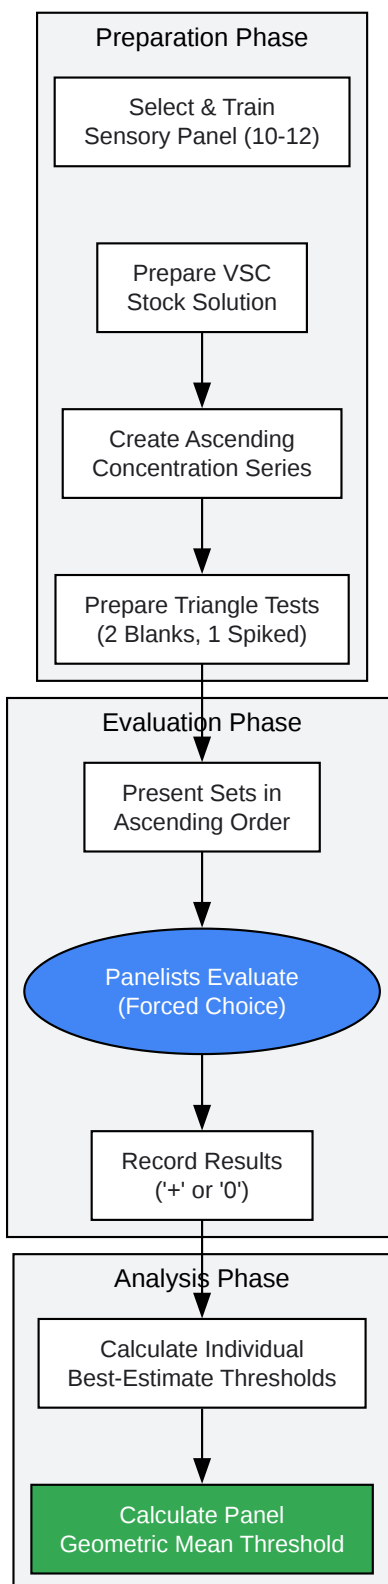 Preparation Phase
Select & Train
Sensory Panel (10-12)
Prepare VSC
Stock Solution
Create Ascending
Concentration Series
Prepare Triangle Tests
(2 Blanks, 1 Spiked)
Evaluation Phase
Present Sets in
Ascending Order
Panelists Evaluate
(Forced Choice)
Record Results
('+' or '0')
Analysis Phase
Calculate Individual
Best-Estimate Thresholds
Calculate Panel
Geometric Mean Threshold